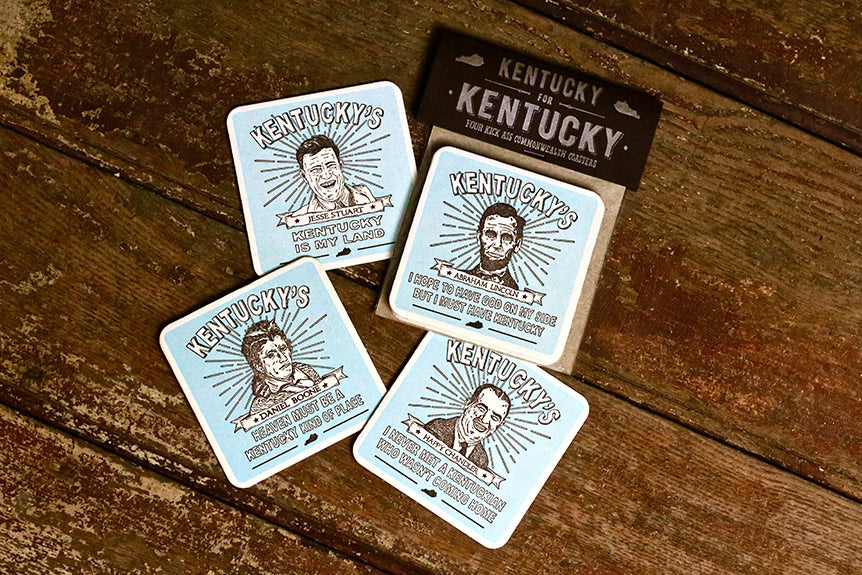 KENTUCKY
FOR
KENTUCKY
FOUR KICK ASS COMMONWEALTH COASTERS
KENTUCKY'S
JESSE STUART
KENTUCKY
IS MY LAND
KENTUCKY'S
ABRAHAM LINCOLN
I HOPE TO HAVE GOD ON MY SIDE
BUT I MUST HAVE KENTUCKY
KENTUCKY'S
DANIEL BOONE
HEAVEN MUST BE A
KENTUCKY KIND OF PLACE
KENTUCKY'S
HAPPY CHANDLER
I NEVER MET A KENTUCKIAN
WHO WASN'T COMING HOME